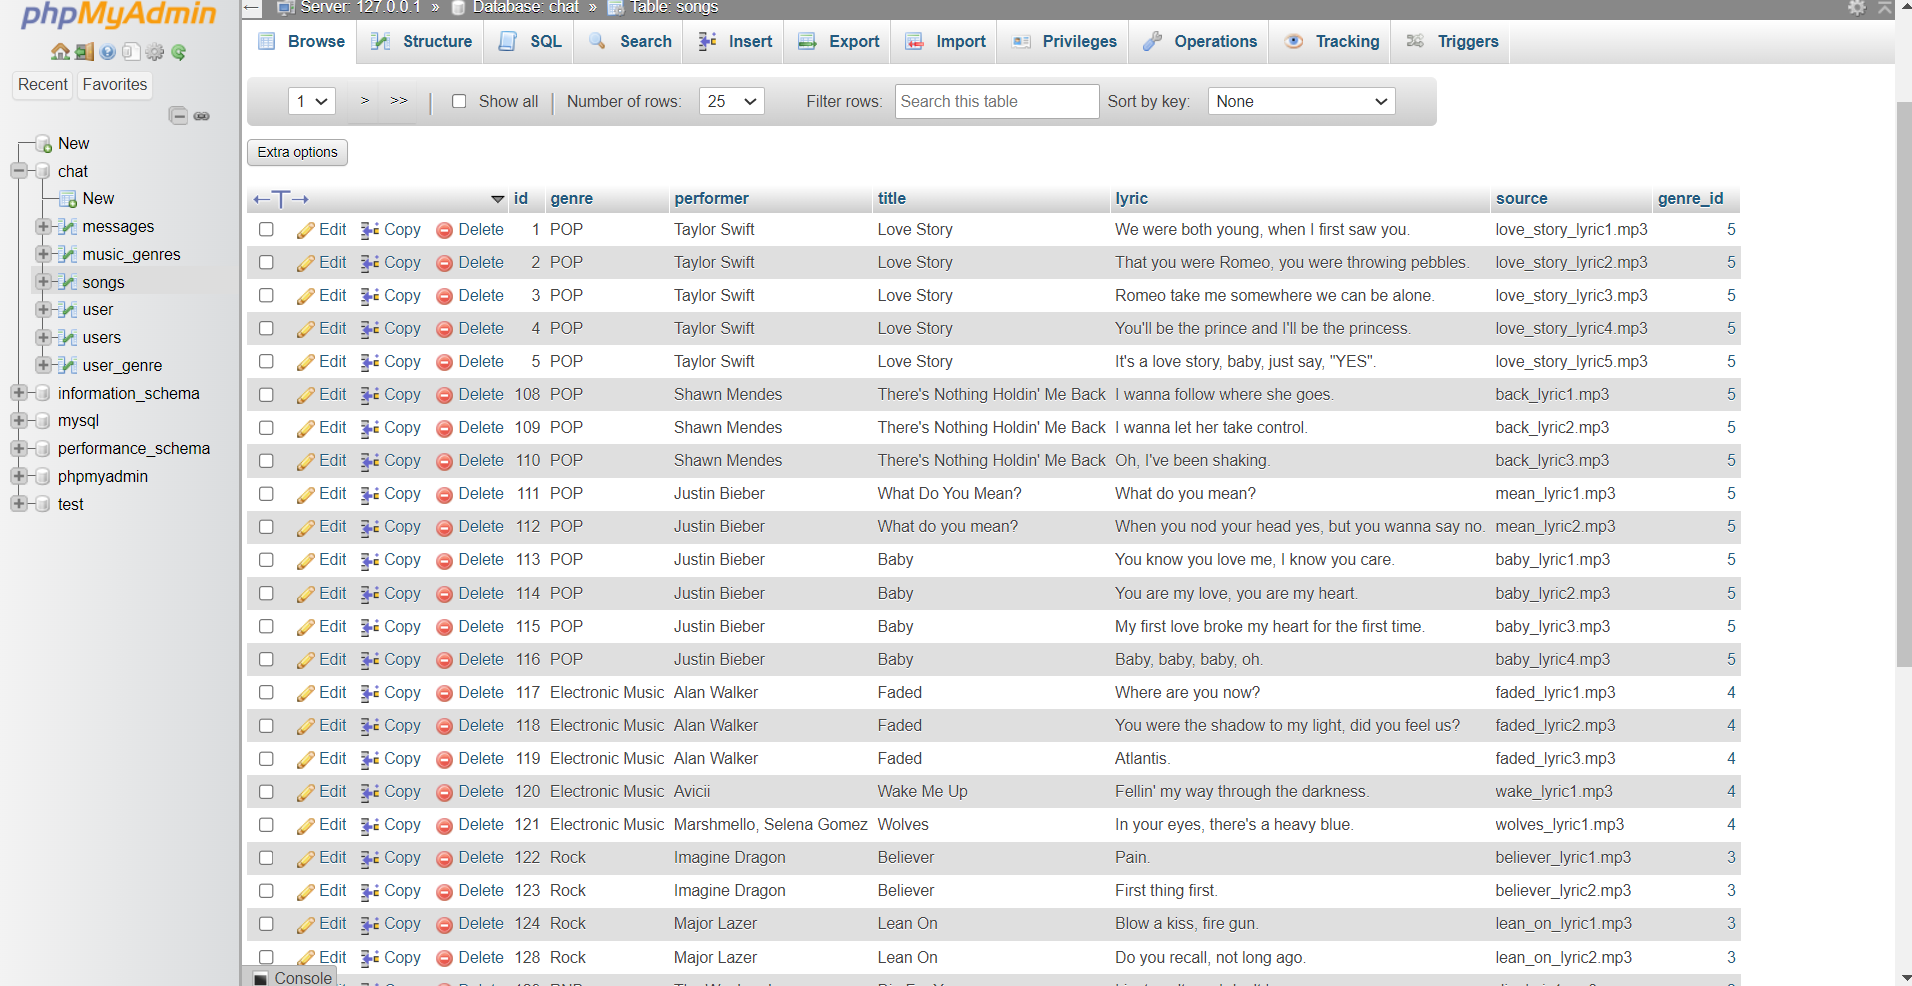 phpMyAdmin
Recent Favorites
New
chat
New
messages
music_genres
songs
user
users
user_genre
information_schema
mysql
performance_schema
phpmyadmin
test
Server: 127.0.0.1 » Database: chat » Table: songs
Browse Structure SQL Search Insert Export Import Privileges Operations Tracking Triggers
1 > >> | Show all | Number of rows: 25 Filter rows: Search this table Sort by key: None
Extra options
←T→ id genre performer title lyric source genre_id
Edit Copy Delete 1 POP Taylor Swift Love Story We were both young, when I first saw you. love_story_lyric1.mp3 5
Edit Copy Delete 2 POP Taylor Swift Love Story That you were Romeo, you were throwing pebbles. love_story_lyric2.mp3 5
Edit Copy Delete 3 POP Taylor Swift Love Story Romeo take me somewhere we can be alone. love_story_lyric3.mp3 5
Edit Copy Delete 4 POP Taylor Swift Love Story You'll be the prince and I'll be the princess. love_story_lyric4.mp3 5
Edit Copy Delete 5 POP Taylor Swift Love Story It's a love story, baby, just say, "YES". love_story_lyric5.mp3 5
Edit Copy Delete 108 POP Shawn Mendes There's Nothing Holdin' Me Back I wanna follow where she goes. back_lyric1.mp3 5
Edit Copy Delete 109 POP Shawn Mendes There's Nothing Holdin' Me Back I wanna let her take control. back_lyric2.mp3 5
Edit Copy Delete 110 POP Shawn Mendes There's Nothing Holdin' Me Back Oh, I've been shaking. back_lyric3.mp3 5
Edit Copy Delete 111 POP Justin Bieber What Do You Mean? What do you mean? mean_lyric1.mp3 5
Edit Copy Delete 112 POP Justin Bieber What do you mean? When you nod your head yes, but you wanna say no. mean_lyric2.mp3 5
Edit Copy Delete 113 POP Justin Bieber Baby You know you love me, I know you care. baby_lyric1.mp3 5
Edit Copy Delete 114 POP Justin Bieber Baby You are my love, you are my heart. baby_lyric2.mp3 5
Edit Copy Delete 115 POP Justin Bieber Baby My first love broke my heart for the first time. baby_lyric3.mp3 5
Edit Copy Delete 116 POP Justin Bieber Baby Baby, baby, baby, oh. baby_lyric4.mp3 5
Edit Copy Delete 117 Electronic Music Alan Walker Faded Where are you now? faded_lyric1.mp3 4
Edit Copy Delete 118 Electronic Music Alan Walker Faded You were the shadow to my light, did you feel us? faded_lyric2.mp3 4
Edit Copy Delete 119 Electronic Music Alan Walker Faded Atlantis. faded_lyric3.mp3 4
Edit Copy Delete 120 Electronic Music Avicii Wake Me Up Fellin' my way through the darkness. wake_lyric1.mp3 4
Edit Copy Delete 121 Electronic Music Marshmello, Selena Gomez Wolves In your eyes, there's a heavy blue. wolves_lyric1.mp3 4
Edit Copy Delete 122 Rock Imagine Dragon Believer Pain. believer_lyric1.mp3 3
Edit Copy Delete 123 Rock Imagine Dragon Believer First thing first. believer_lyric2.mp3 3
Edit Copy Delete 124 Rock Major Lazer Lean On Blow a kiss, fire gun. lean_on_lyric1.mp3 3
Edit Copy Delete 128 Rock Major Lazer Lean On Do you recall, not long ago. lean_on_lyric2.mp3 3
Console